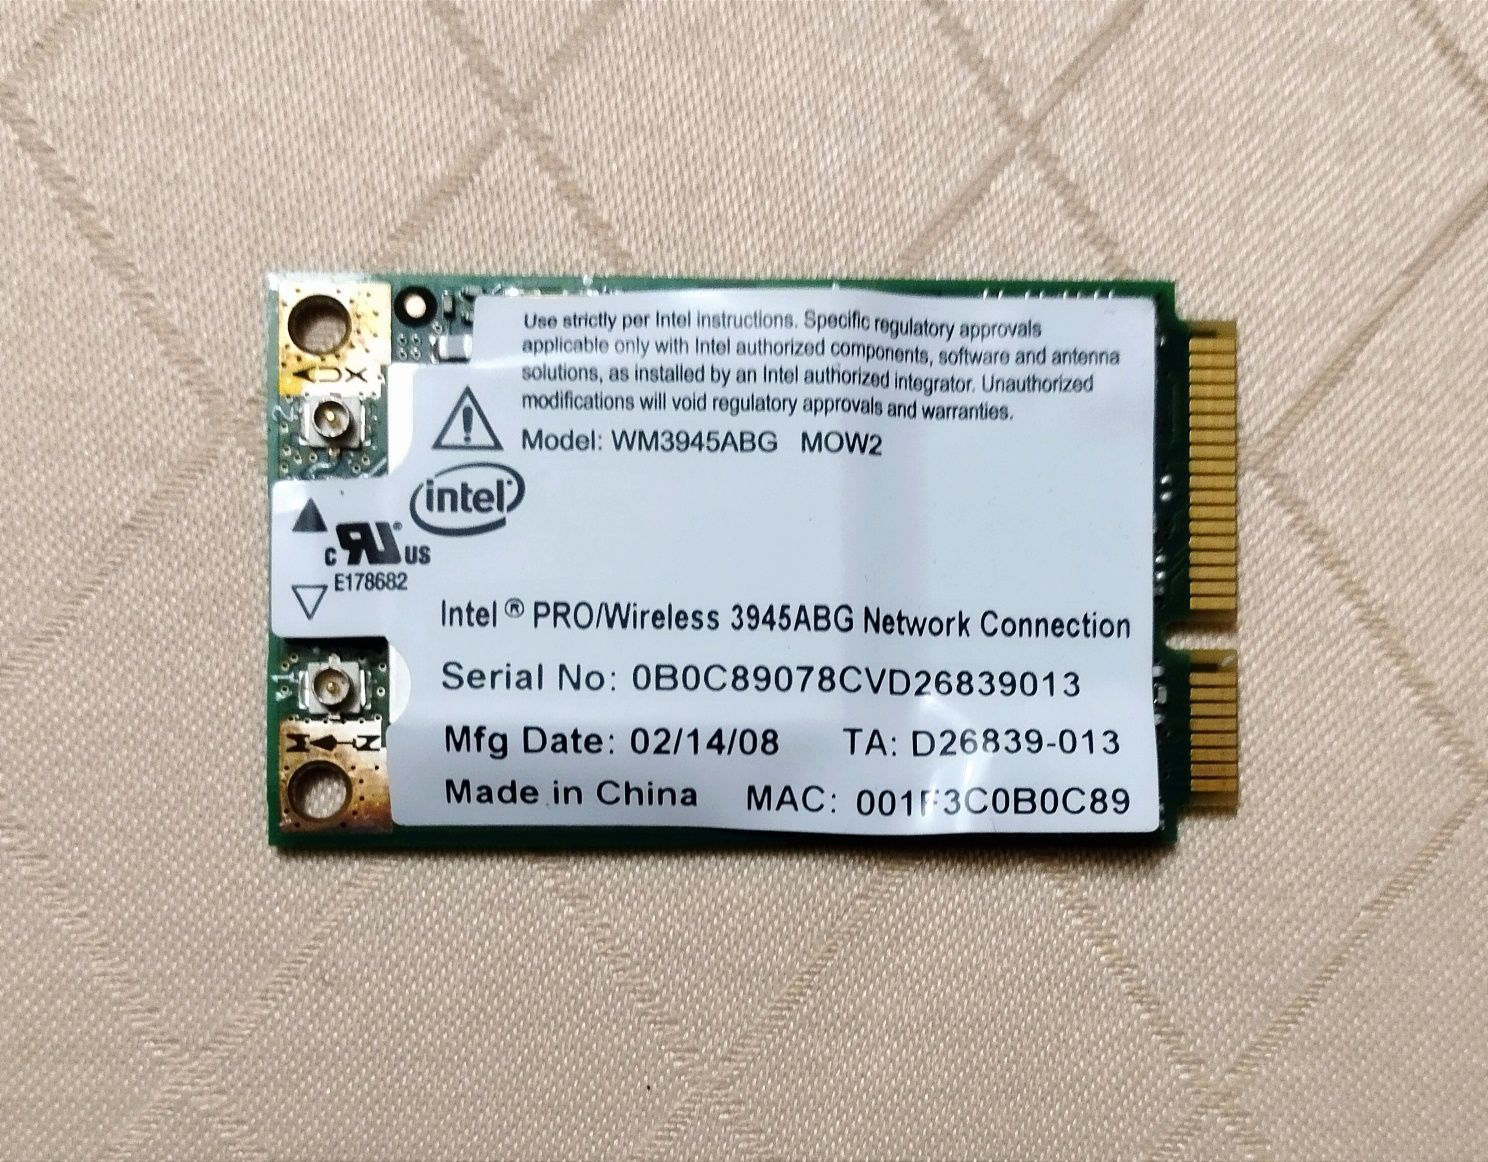 Use strictly per Intel instructions. Specific regulatory approvals
applicable only with Intel authorized components, software and antenna
solutions, as installed by an Intel authorized integrator. Unauthorized
modifications will void regulatory approvals and warranties.
Model: WM3945ABG MOW2
AUX
2
intel®
c RU® US
E178682
Intel® PRO/Wireless 3945ABG Network Connection
Serial No: 0B0C89078CVD26839013
1
Mfg Date: 02/14/08 TA: D26839-013
MAIN
Made in China MAC: 001F3C0B0C89